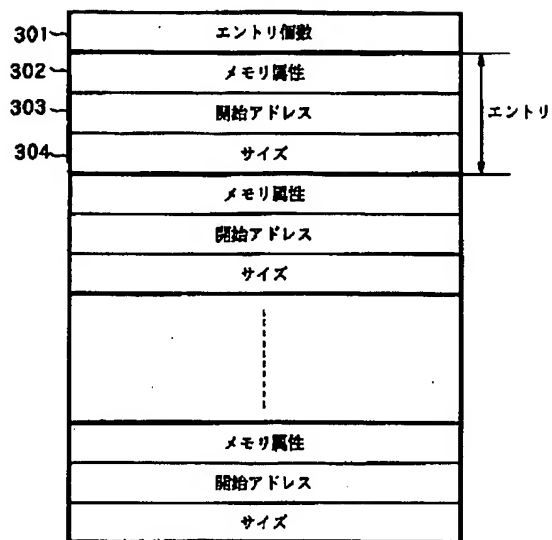 301 エントリ個数
302 メモリ属性
303 開始アドレス エントリ
304 サイズ
メモリ属性
開始アドレス
サイズ
メモリ属性
開始アドレス
サイズ